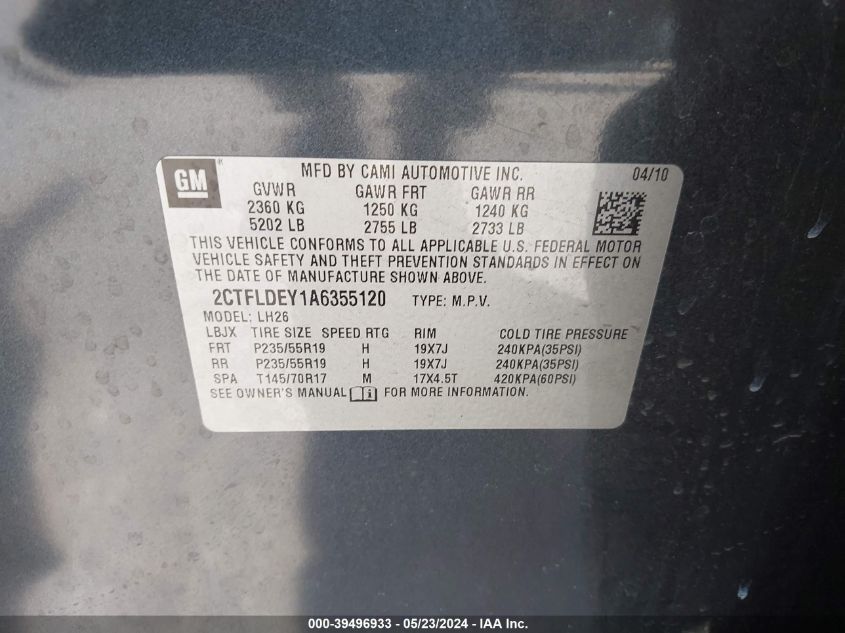 GM ®
MFD BY CAMI AUTOMOTIVE INC. 04/10
GVWR GAWR FRT GAWR RR
2360 KG 1250 KG 1240 KG
5202 LB 2755 LB 2733 LB
THIS VEHICLE CONFORMS TO ALL APPLICABLE U.S. FEDERAL MOTOR
VEHICLE SAFETY AND THEFT PREVENTION STANDARDS IN EFFECT ON
THE DATE OF MANUFACTURE SHOWN ABOVE.
2CTFLDEY1A6355120 TYPE: M.P.V.
MODEL: LH26
LBJX TIRE SIZE SPEED RTG RIM COLD TIRE PRESSURE
FRT P235/55R19 H 19X7J 240KPA(35PSI)
RR P235/55R19 H 19X7J 240KPA(35PSI)
SPA T145/70R17 M 17X4.5T 420KPA(60PSI)
SEE OWNER'S MANUAL i FOR MORE INFORMATION.
000-39496933 - 05/23/2024 - IAA Inc.